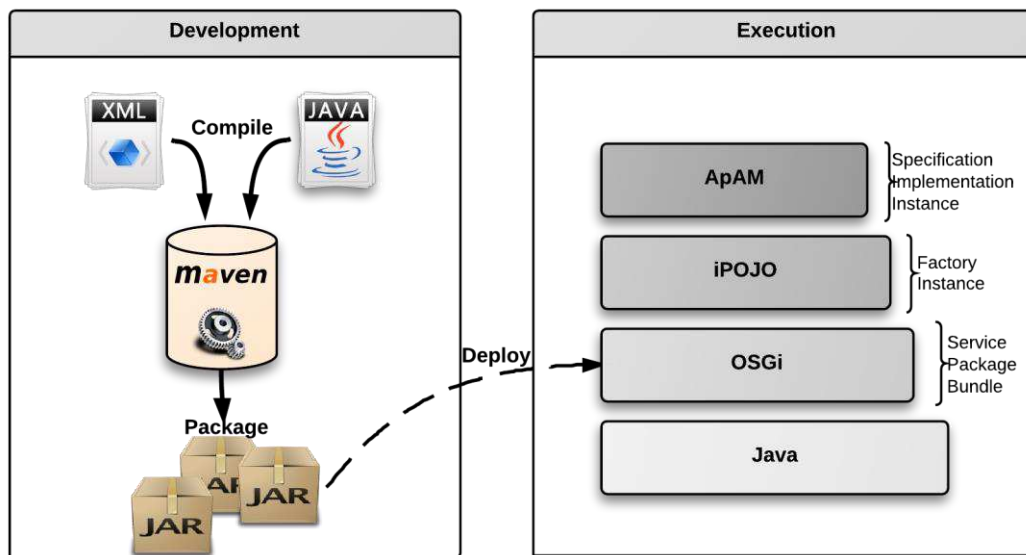 Development
XML
JAVA
Compile
maven
Package
JAR
JAR
JAR
Deploy
Execution
ApAM
Specification
Implementation
Instance
iPOJO
Factory
Instance
OSGi
Service
Package
Bundle
Java